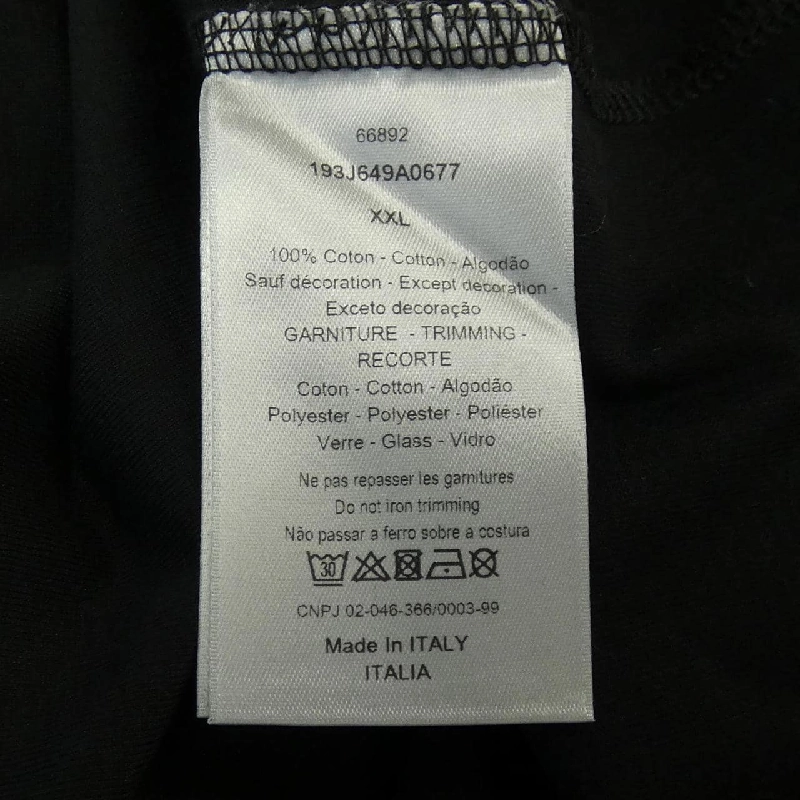 66892
193J649A0677
XXL
100% Coton - Cotton - Algodão
Sauf décoration - Except decoration -
Exceto decoração
GARNITURE - TRIMMING -
RECORTE
Coton - Cotton - Algodão
Polyester - Polyester - Poliéster
Verre - Glass - Vidro
Ne pas repasser les garnitures
Do not iron trimming
Não passar a ferro sobre a costura
30
CNPJ 02-046-366/0003-99
Made In ITALY
ITALIA